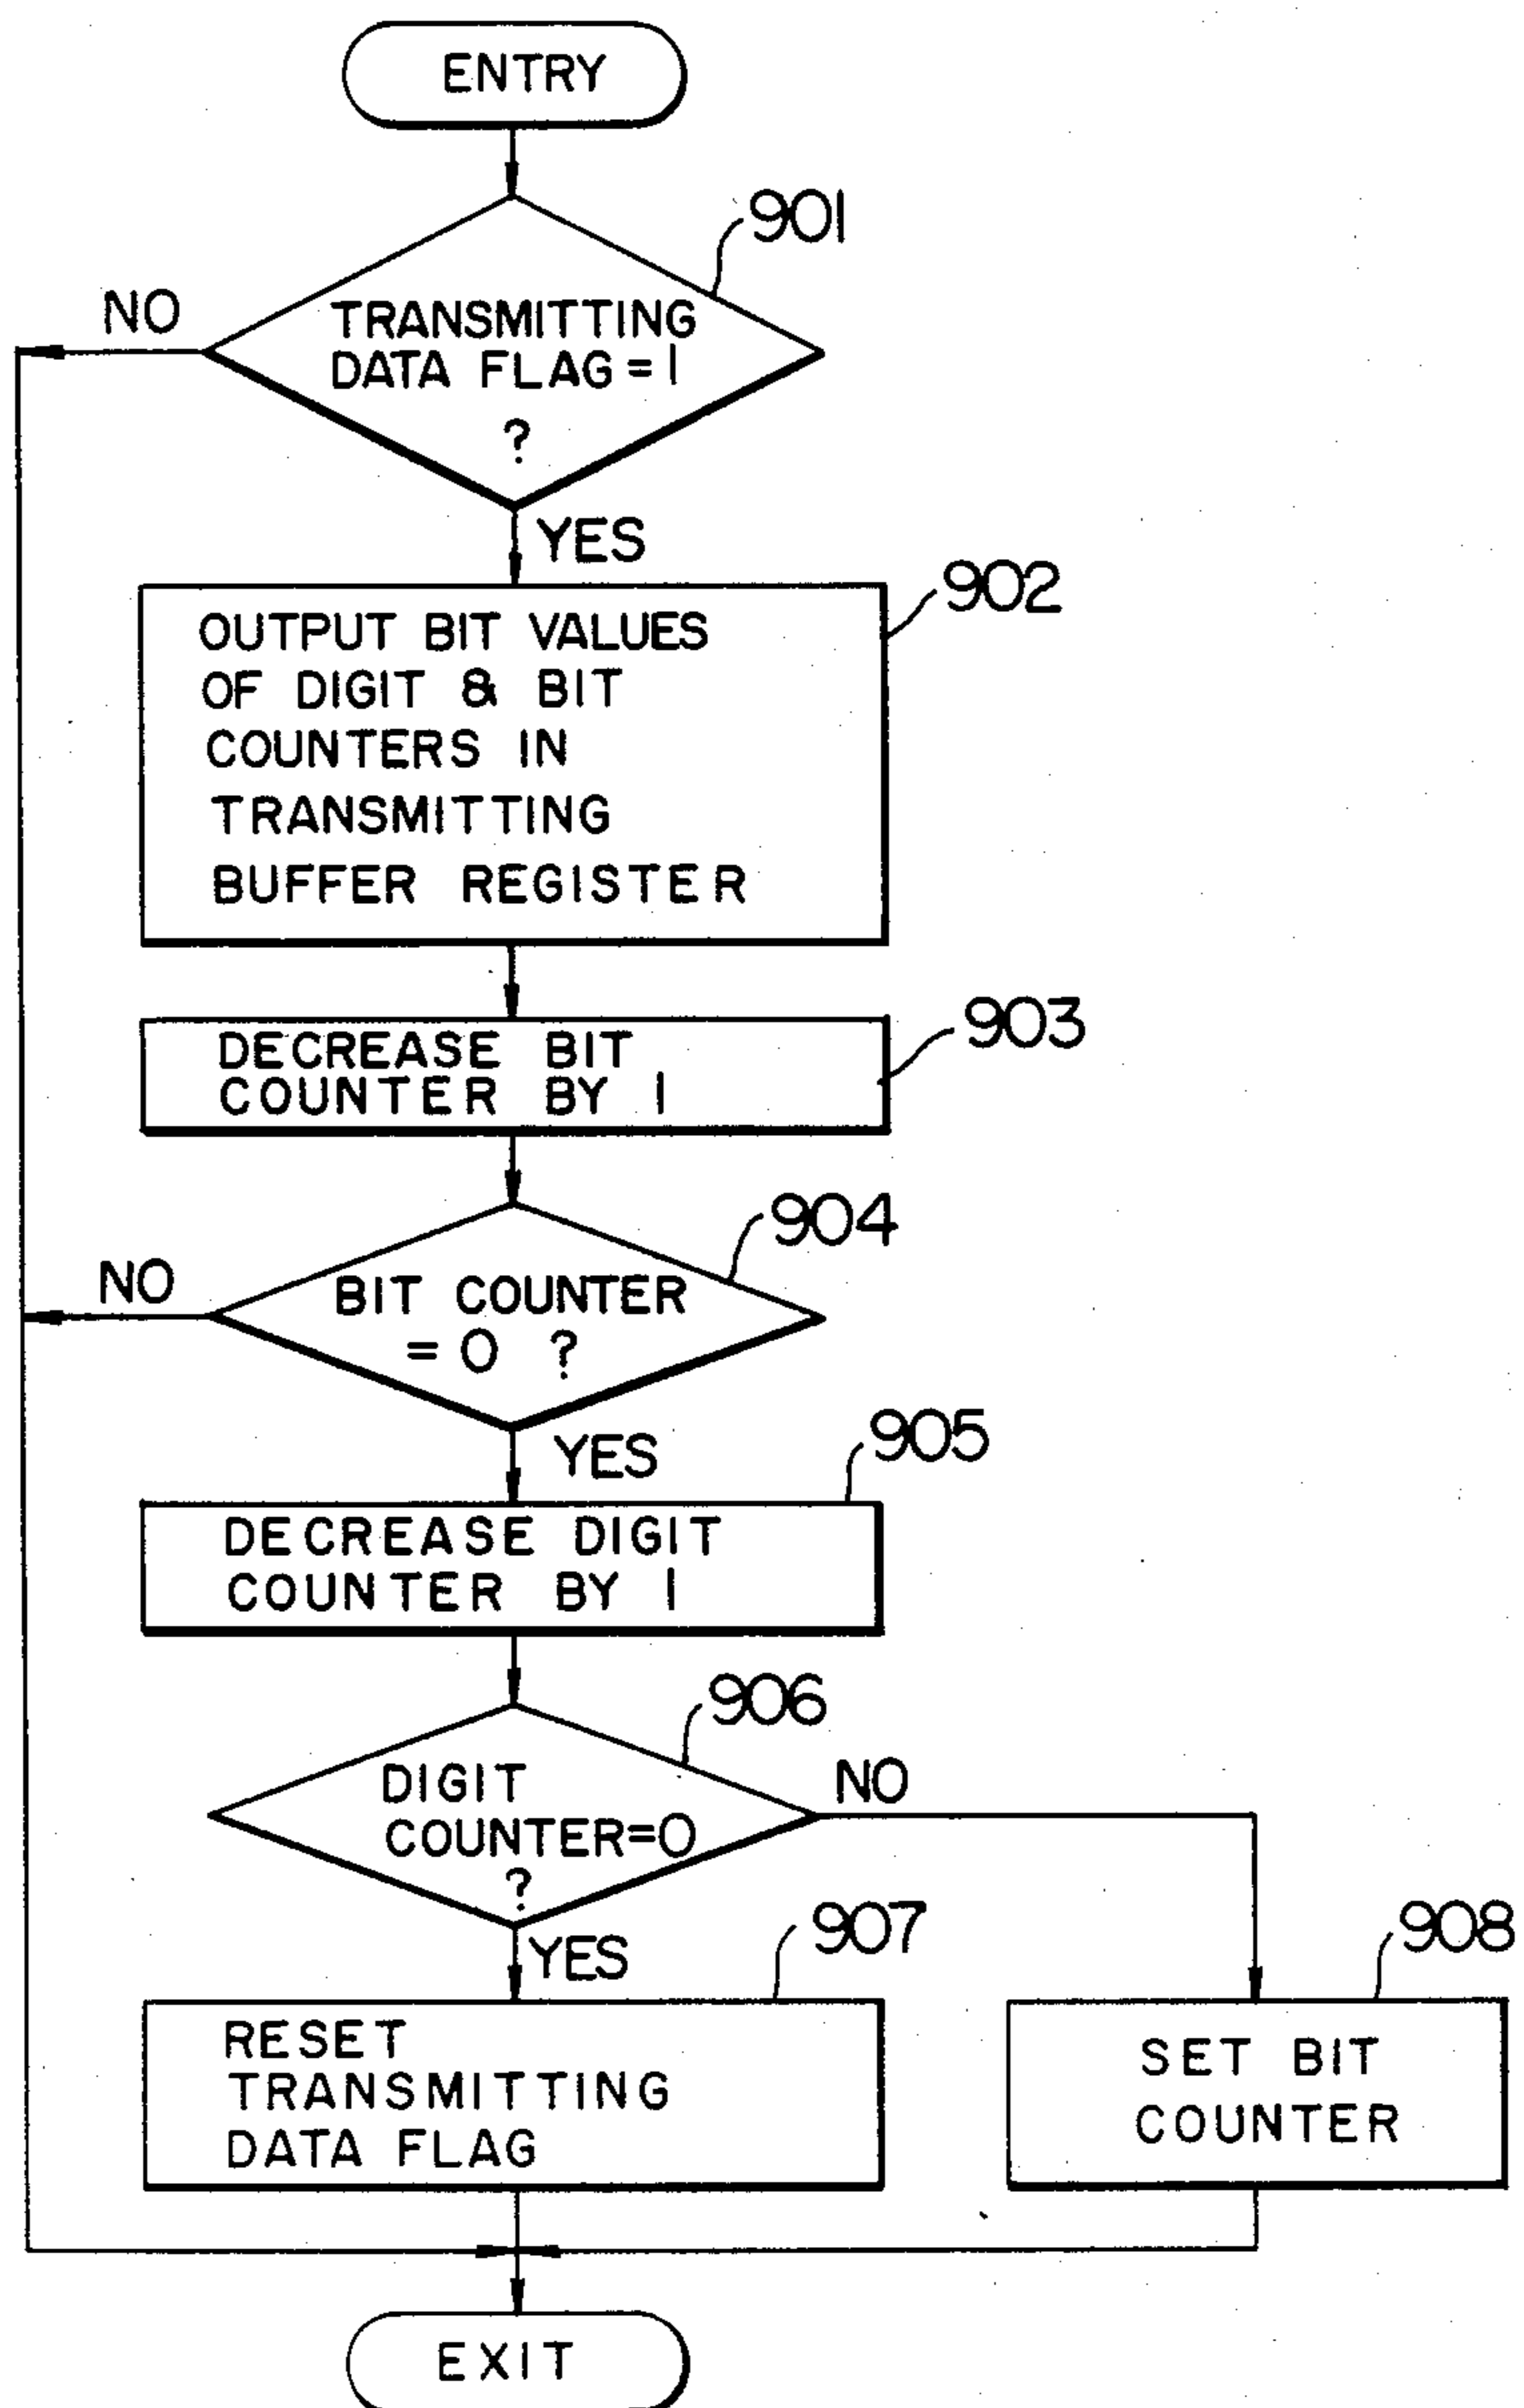 ENTRY
901
NO
TRANSMITTING
DATA FLAG = 1
?
YES
902
OUTPUT BIT VALUES
OF DIGIT & BIT
COUNTERS IN
TRANSMITTING
BUFFER REGISTER
903
DECREASE BIT
COUNTER BY 1
904
NO
BIT COUNTER
= 0 ?
YES
905
DECREASE DIGIT
COUNTER BY 1
906
NO
DIGIT
COUNTER=0
?
YES
907
908
RESET
TRANSMITTING
DATA FLAG
SET BIT
COUNTER
EXIT